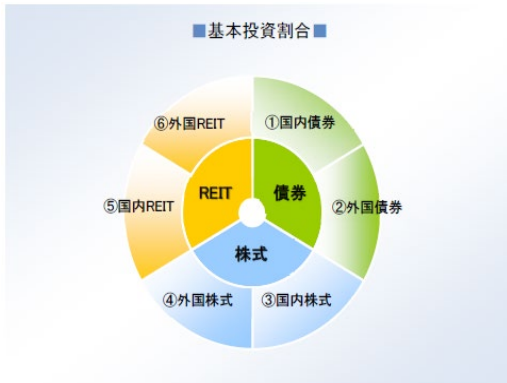 ■基本投資割合■
⑥外国REIT
①国内債券
REIT
債券
⑤国内REIT
②外国債券
株式
④外国株式
③国内株式